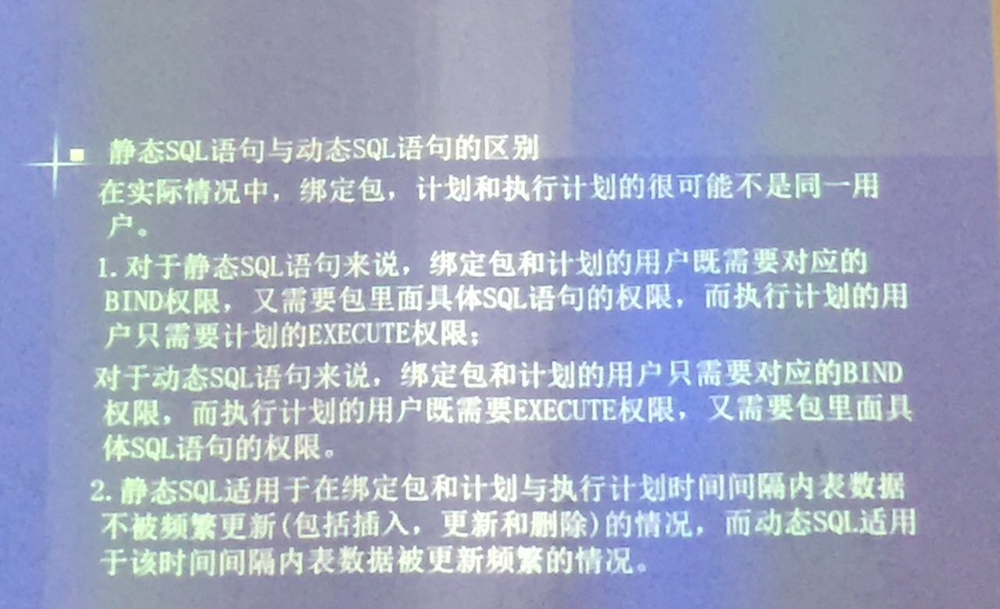 静态SQL语句与动态SQL语句的区别
在实际情况中，绑定包，计划和执行计划的很可能不是同一用
户。
1.对于静态SQL语句来说，绑定包和计划的用户既需要对应的
BIND权限，又需要包里面具体SQL语句的权限，而执行计划的用
户只需要计划的EXECUTE权限；
对于动态SQL语句来说，绑定包和计划的用户只需要对应的BIND
权限，而执行计划的用户既需要EXECUTE权限，又需要包里面具
体SQL语句的权限。
2.静态SQL适用于在绑定包和计划与执行计划时间间隔内表数据
不被频繁更新(包括插入，更新和删除)的情况，而动态SQL适用
于该时间间隔内表数据被更新频繁的情况。